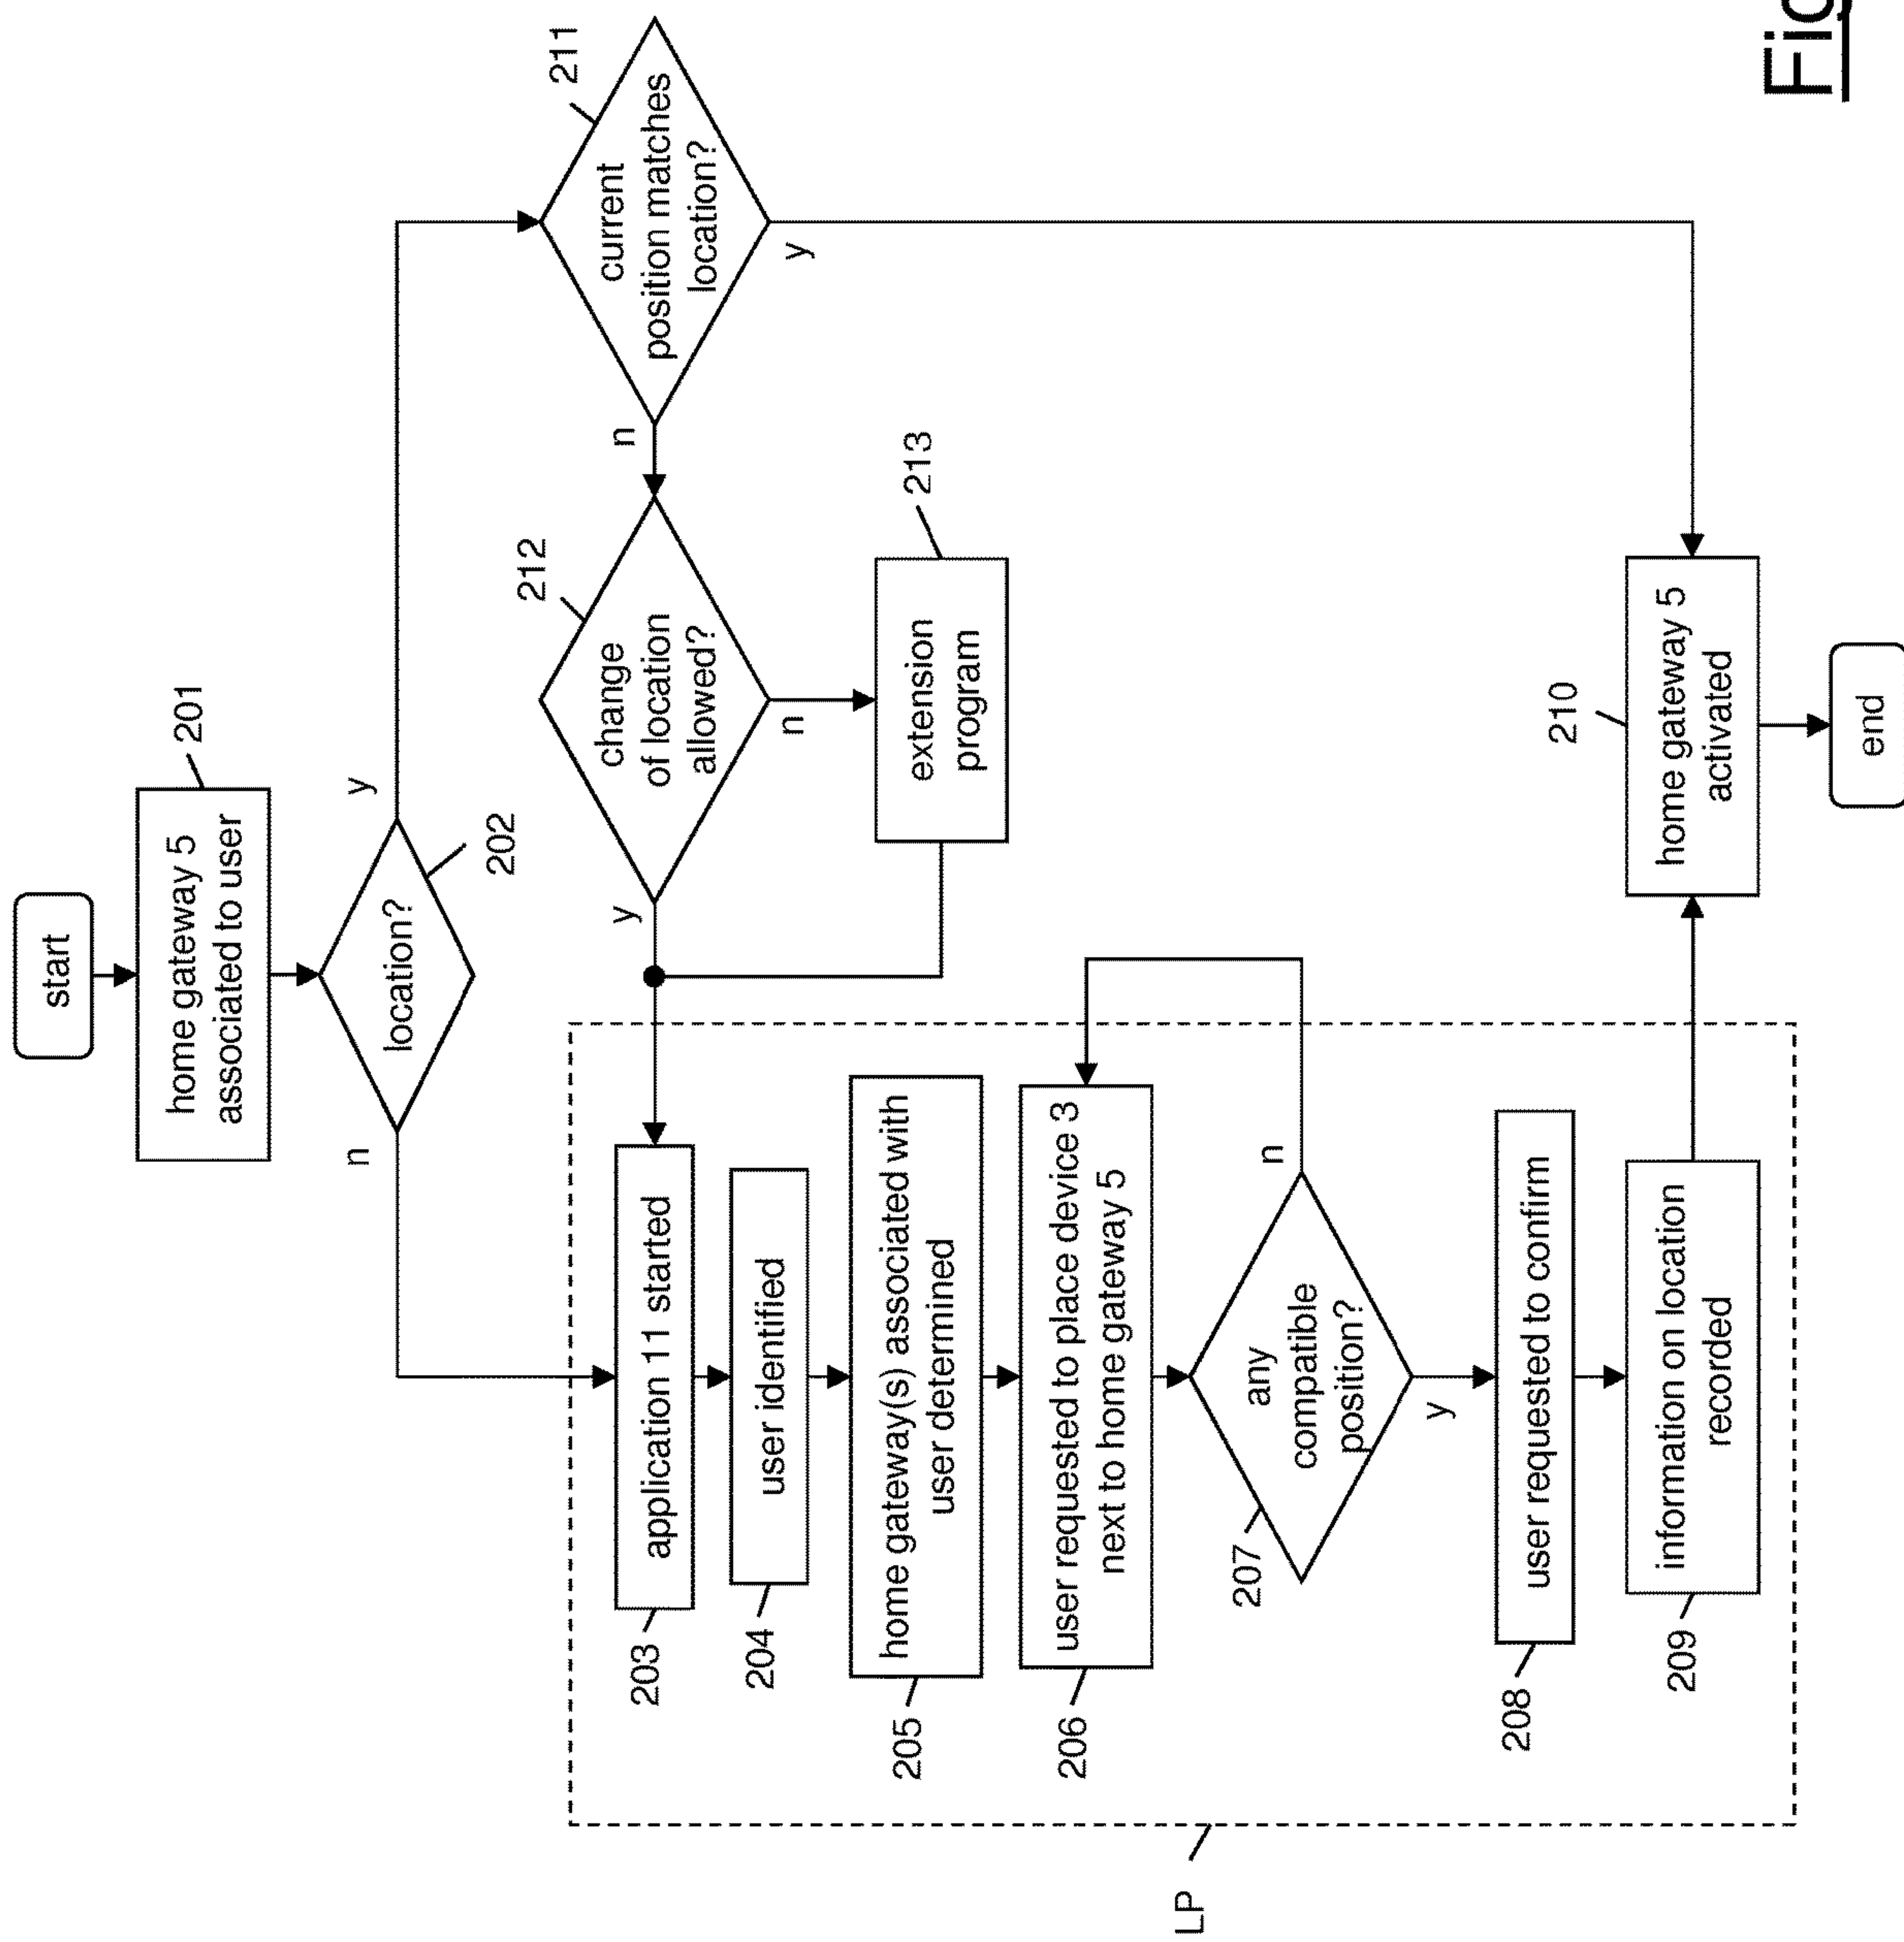 start
home gateway 5
associated to user
201
location?
202
n
y
current
position matches
location?
211
n
y
change
of location
allowed?
212
y
n
extension
program
213
application 11 started
203
user identified
204
home gateway(s) associated with
user determined
205
user requested to place device 3
next to home gateway 5
206
any
compatible
position?
207
n
y
user requested to confirm
208
information on location
recorded
209
home gateway 5
activated
210
end
LP
Fig